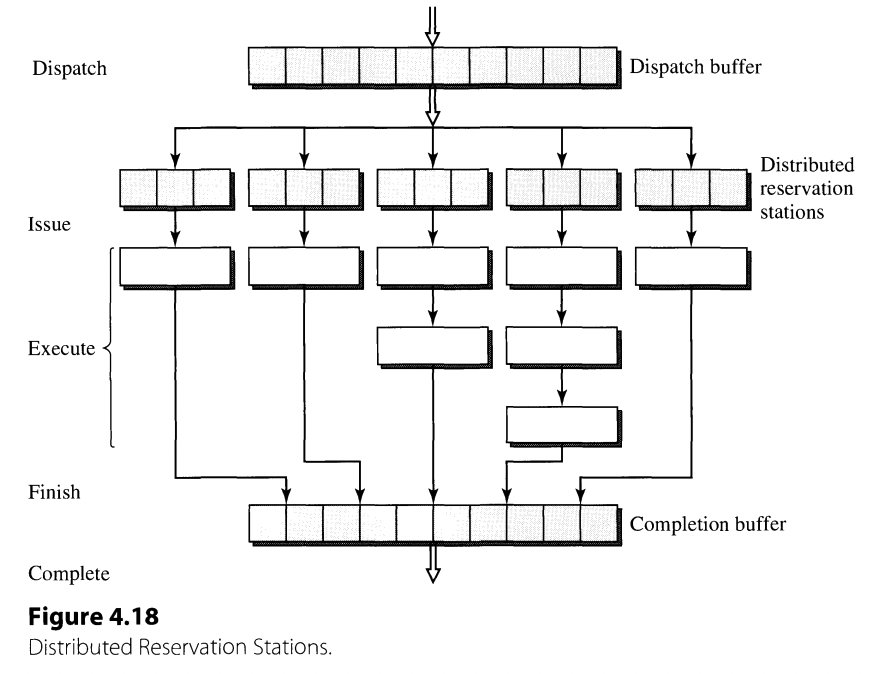 Dispatch
Dispatch buffer
Distributed
reservation
stations
Issue
Execute
Finish
Completion buffer
Complete
Figure 4.18
Distributed Reservation Stations.